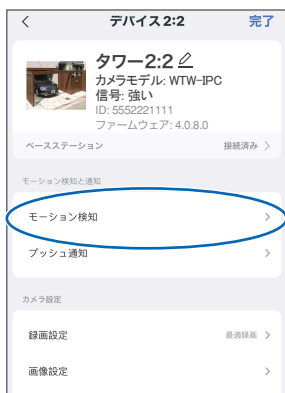 デバイス2:2 完了
タワー2:2
カメラモデル: WTW-IPC
信号: 強い
ID: 5552221111
ファームウェア: 4.0.8.0
ベースステーション 接続済み
モーション検知と通知
モーション検知
プッシュ通知
カメラ設定
録画設定 最適録画
画像設定